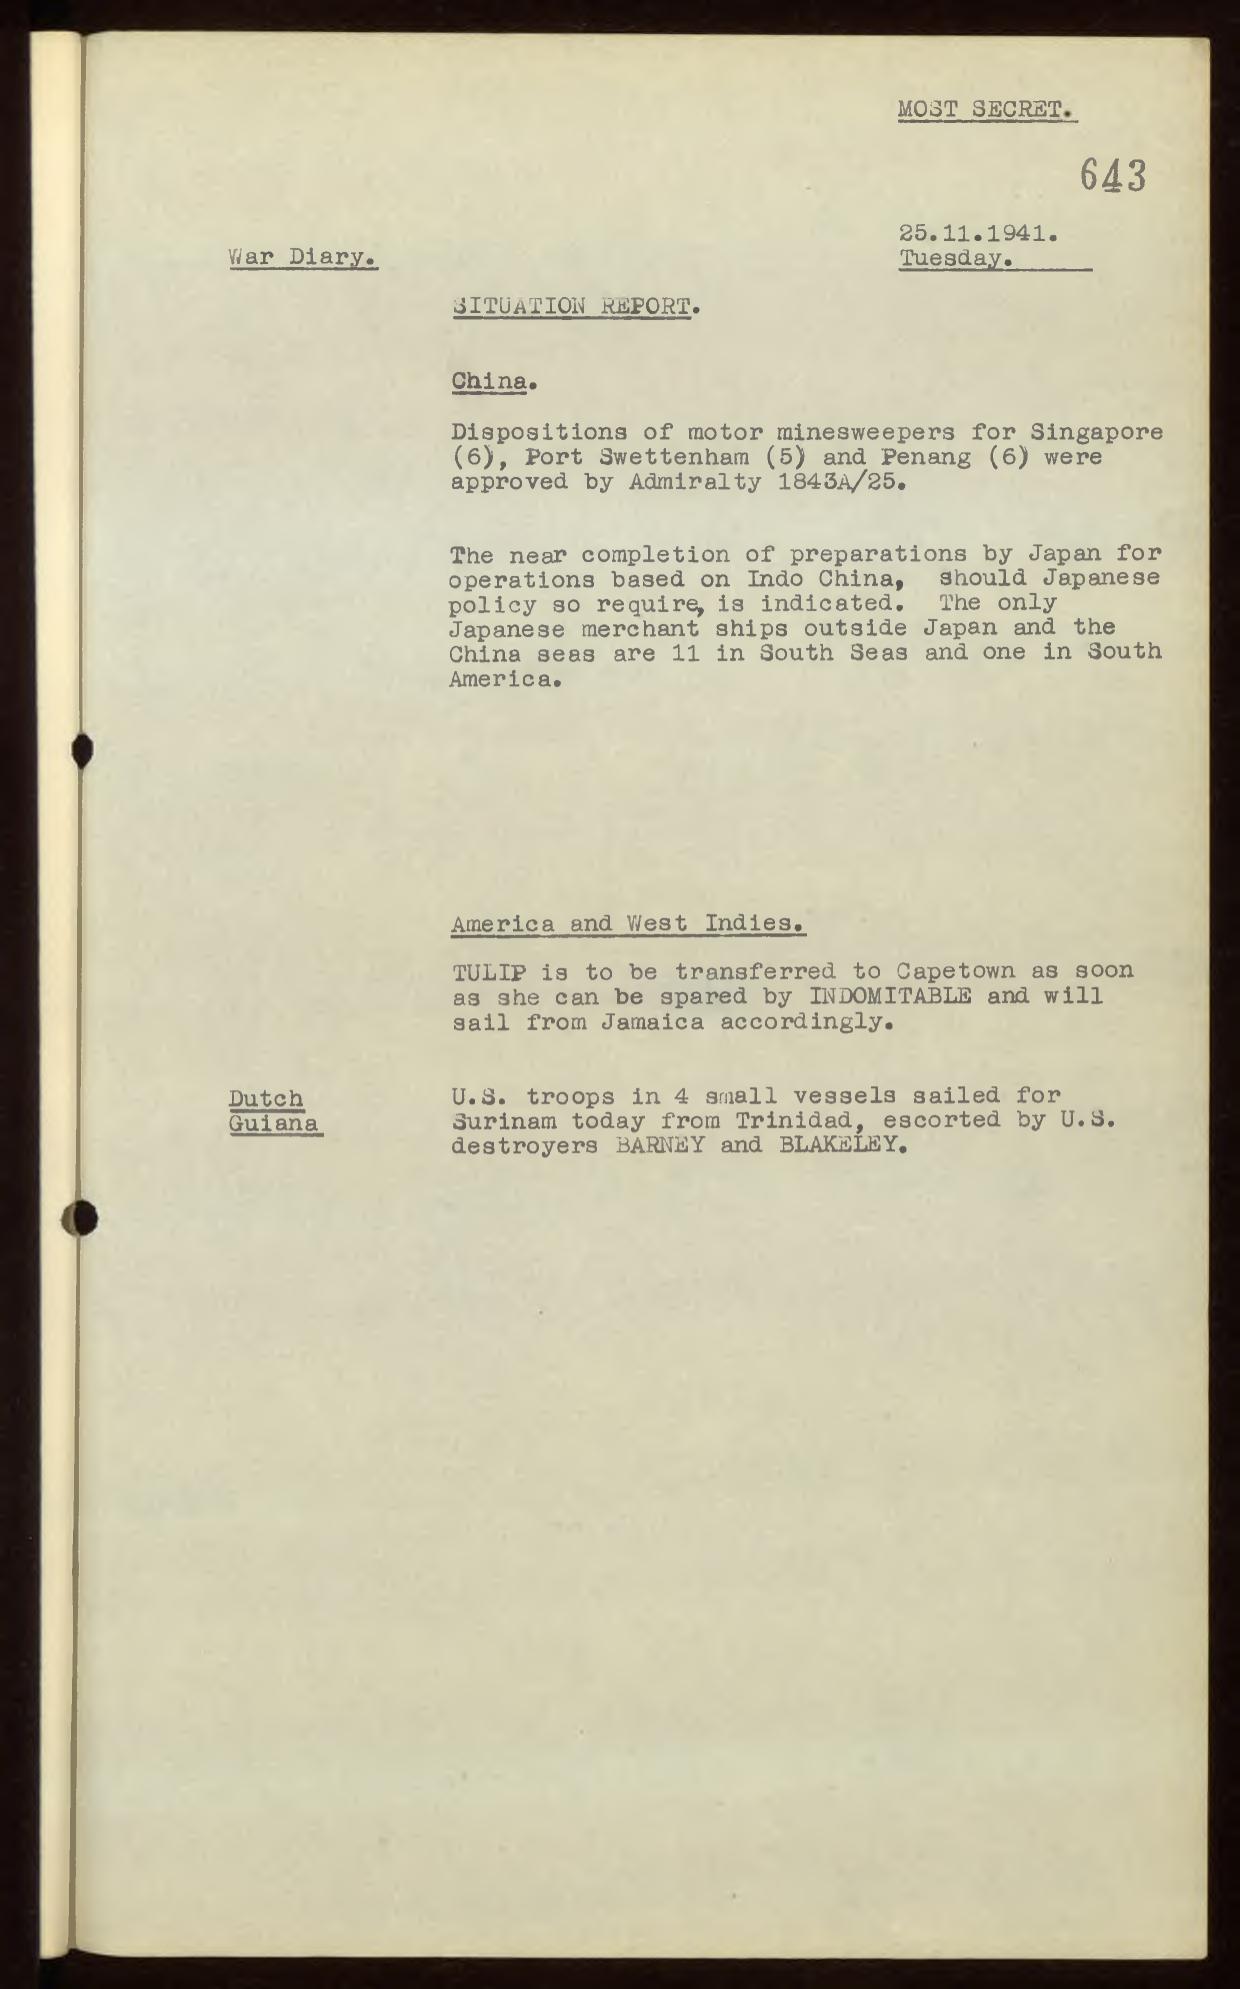 MOST SECRET.
643
25.11.1941.
War Diary.
Tuesday.
SITUATION REPORT.
China.
Dispositions of motor minesweepers for Singapore
(6), Port Swettenham (5) and Penang (6) were
approved by Admiralty 1843A/25.
The near completion of preparations by Japan for
operations based on Indo China, should Japanese
policy so require, is indicated. The only
Japanese merchant ships outside Japan and the
China seas are 11 in South Seas and one in South
America.
America and West Indies.
TULIP is to be transferred to Capetown as soon
as she can be spared by INDOMITABLE and will
sail from Jamaica accordingly.
Dutch
Guiana
U.S. troops in 4 small vessels sailed for
Surinam today from Trinidad, escorted by U.S.
destroyers BARNEY and BLAKELEY.